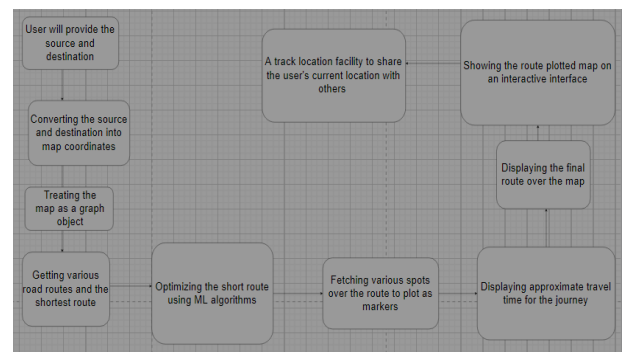 User will provide the
source and
destination
Converting the source
and destination into
map coordinates
Treating the
map as a graph
object
Getting various
road routes and the
shortest route
Optimizing the short route
using ML algorithms
Fetching various spots
over the route to plot as
markers
Displaying approximate travel
time for the journey
Displaying the final
route over the map
Showing the route plotted map on
an interactive interface
A track location facility to share
the user's current location with
others